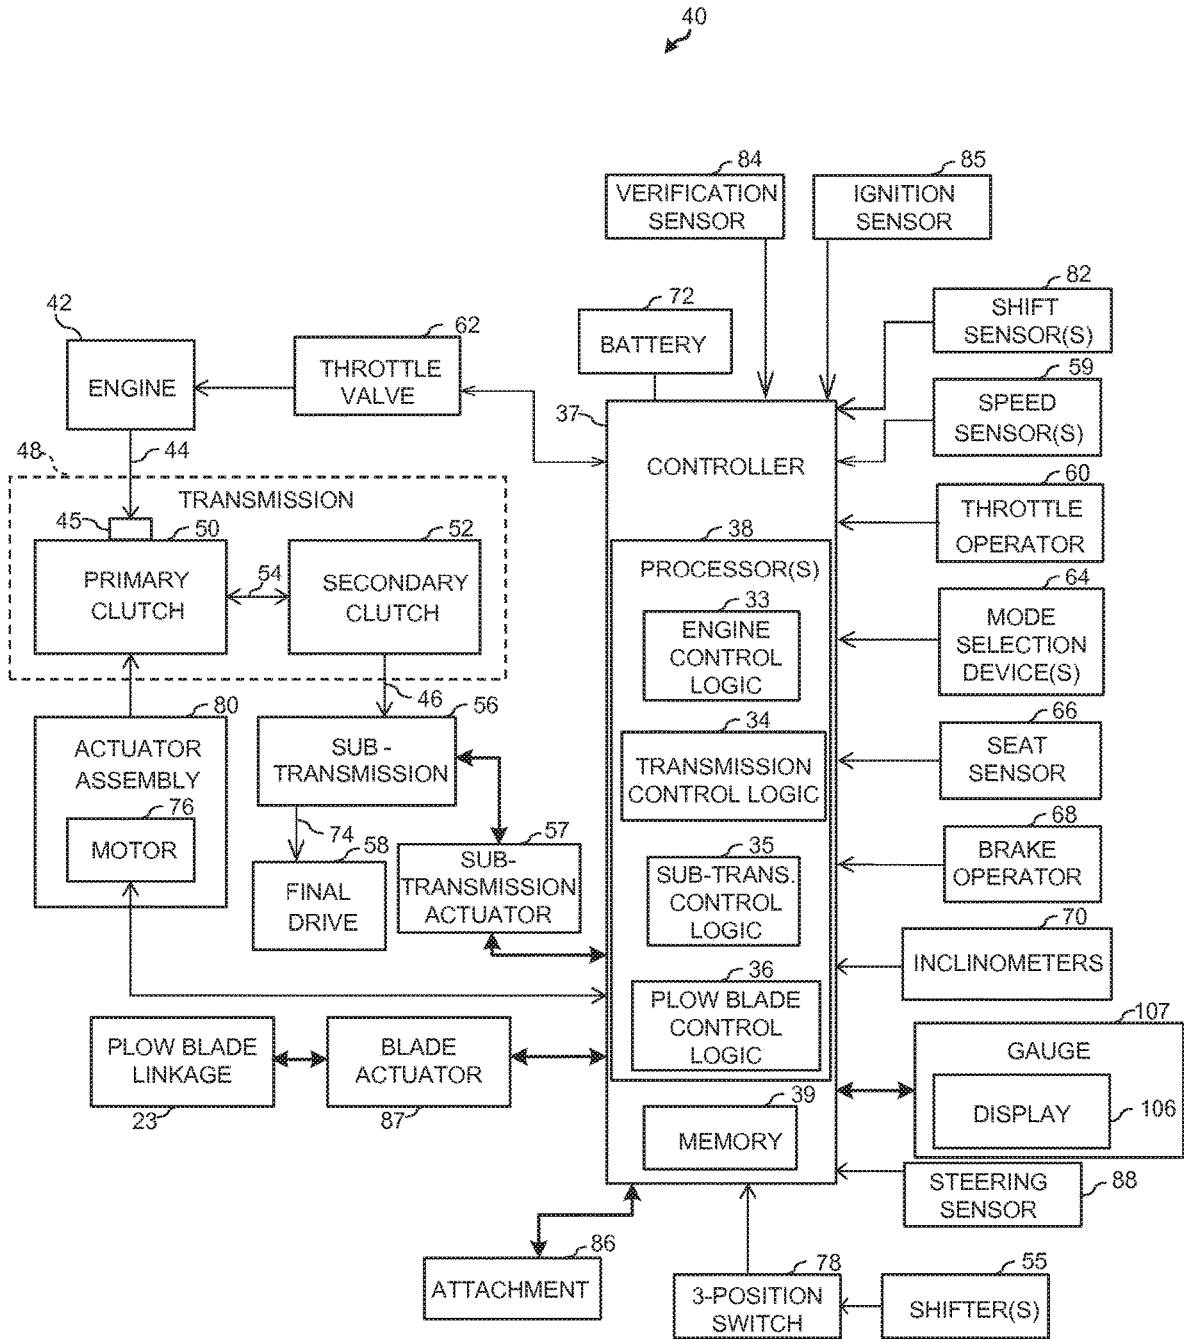 40
84
VERIFICATION
SENSOR
85
IGNITION
SENSOR
82
SHIFT
SENSOR(S)
72
BATTERY
42
ENGINE
62
THROTTLE
VALVE
59
SPEED
SENSOR(S)
37
CONTROLLER
48
44
TRANSMISSION
45
50
PRIMARY
CLUTCH
54
52
SECONDARY
CLUTCH
60
THROTTLE
OPERATOR
38
PROCESSOR(S)
33
ENGINE
CONTROL
LOGIC
64
MODE
SELECTION
DEVICE(S)
46
80
ACTUATOR
ASSEMBLY
76
MOTOR
56
SUB-
TRANSMISSION
34
TRANSMISSION
CONTROL LOGIC
66
SEAT
SENSOR
74
58
FINAL
DRIVE
57
SUB-
TRANSMISSION
ACTUATOR
35
SUB-TRANS.
CONTROL
LOGIC
68
BRAKE
OPERATOR
70
INCLINOMETERS
36
PLOW BLADE
CONTROL
LOGIC
PLOW BLADE
LINKAGE
23
BLADE
ACTUATOR
87
107
GAUGE
DISPLAY
106
39
MEMORY
STEERING
SENSOR
88
86
ATTACHMENT
78
3-POSITION
SWITCH
55
SHIFTER(S)